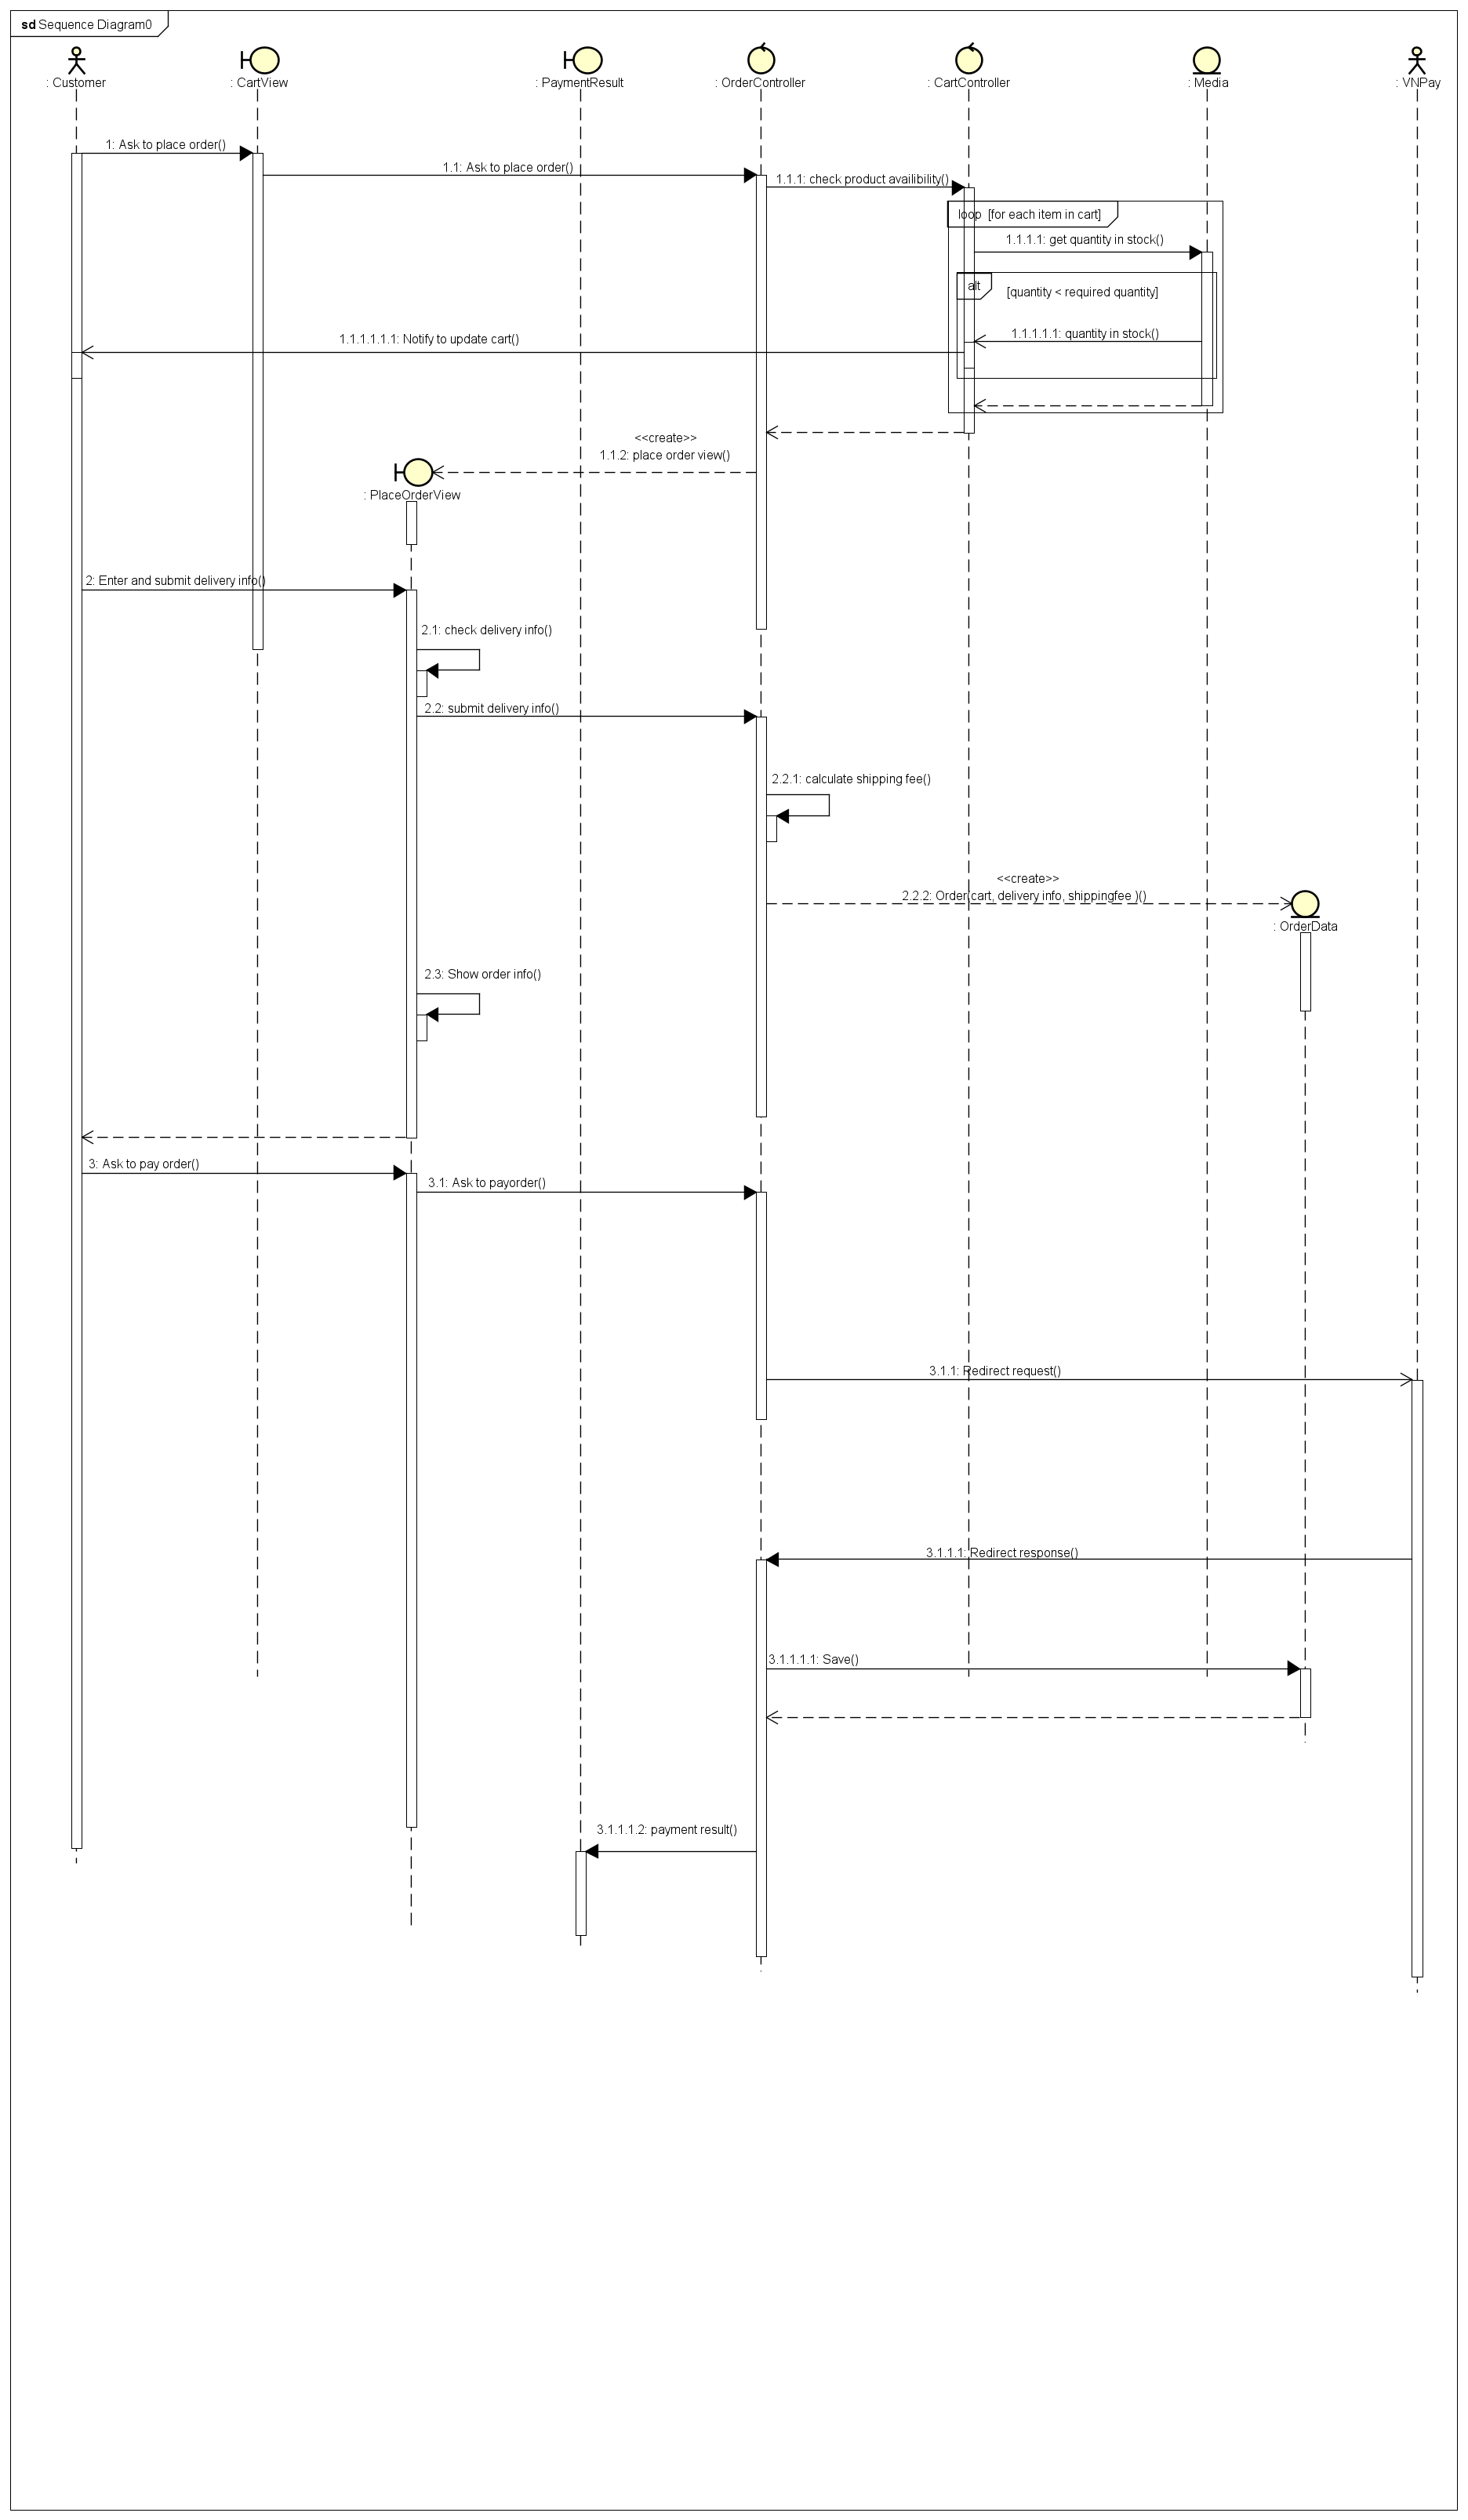 sd Sequence Diagram0
: Customer
: CartView
: PaymentResult
: OrderController
: CartController
: Media
: VNPay
1: Ask to place order()
1.1: Ask to place order()
1.1.1: check product availibility()
loop [for each item in cart]
1.1.1.1: get quantity in stock()
alt
[quantity < required quantity]
1.1.1.1.1: quantity in stock()
1.1.1.1.1.1: Notify to update cart()
<<create>>
1.1.2: place order view()
: PlaceOrderView
2: Enter and submit delivery info()
2.1: check delivery info()
2.2: submit delivery info()
2.2.1: calculate shipping fee()
<<create>>
2.2.2: Order(cart, delivery info, shippingfee )()
: OrderData
2.3: Show order info()
3: Ask to pay order()
3.1: Ask to payorder()
3.1.1: Redirect request()
3.1.1.1: Redirect response()
3.1.1.1.1: Save()
3.1.1.1.2: payment result()